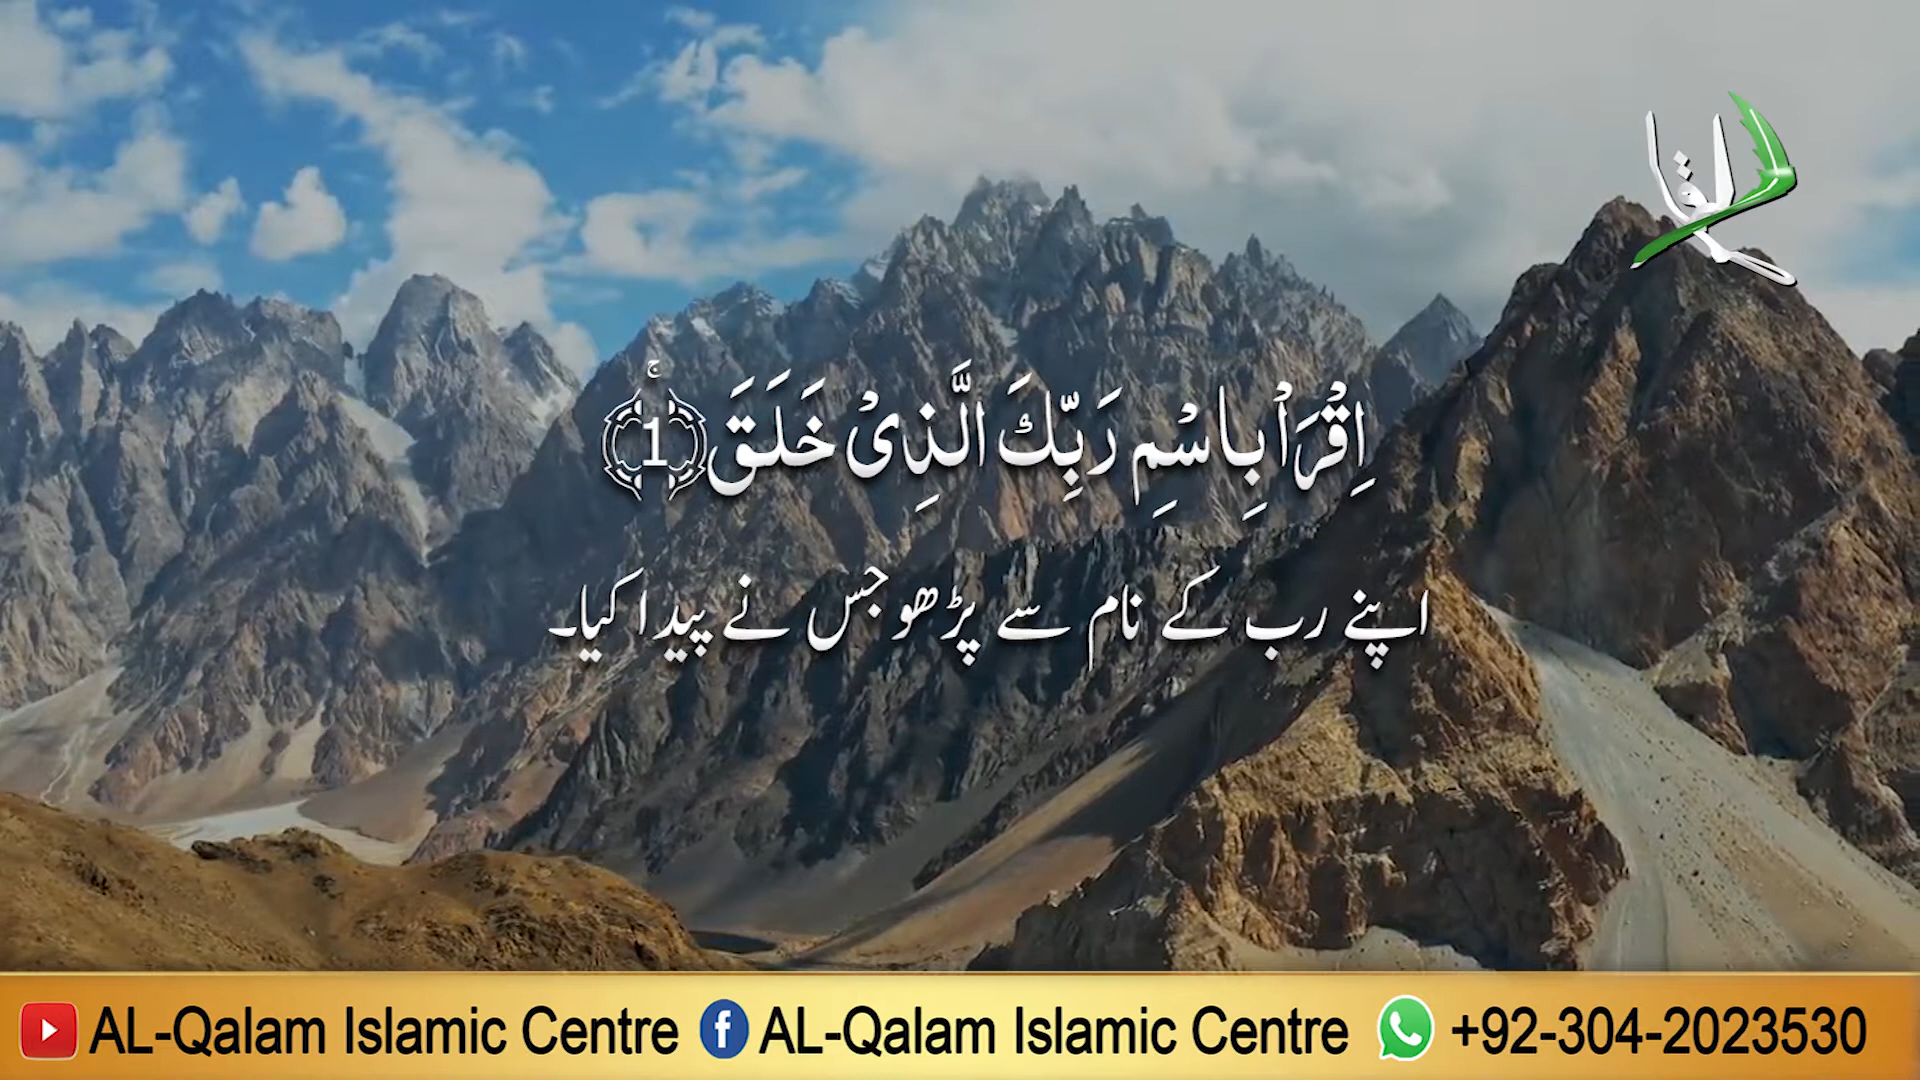 القلم
اِقْرَاْ بِاسْمِ رَبِّكَ الَّذِیْ خَلَقَۚ 1
اپنے رب کے نام سے پڑھو جس نے پیدا کیا۔
AL-Qalam Islamic Centre AL-Qalam Islamic Centre +92-304-2023530